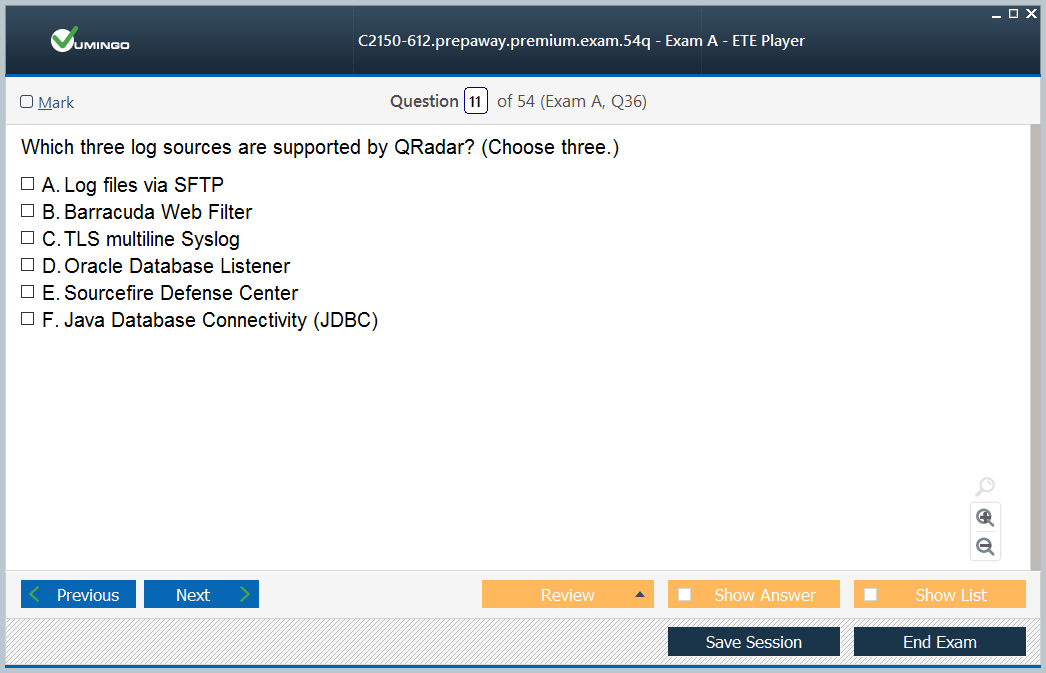 VUMINGO
C2150-612.prepaway.premium.exam.54q - Exam A - ETE Player
Mark
Question 11 of 54 (Exam A, Q36)
Which three log sources are supported by QRadar? (Choose three.)
A. Log files via SFTP
B. Barracuda Web Filter
C. TLS multiline Syslog
D. Oracle Database Listener
E. Sourcefire Defense Center
F. Java Database Connectivity (JDBC)
Previous Next Review Show Answer Show List
Save Session End Exam